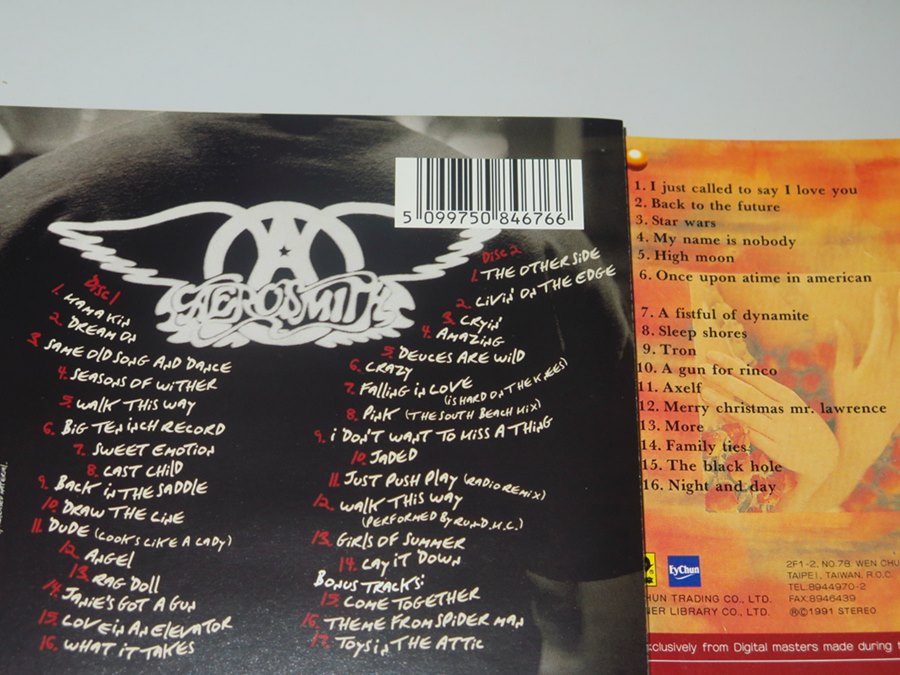 5 099750 846766
AEROSMITH
Disc 1
1. MAMA KIN
2. DREAM ON
3. SAME OLD SONG AND DANCE
4. SEASONS OF WITHER
5. WALK THIS WAY
6. BIG TEN INCH RECORD
7. SWEET EMOTION
8. LAST CHILD
9. BACK IN THE SADDLE
10. DRAW THE LINE
11. DUDE (LOOKS LIKE A LADY)
12. ANGEL
13. RAG DOLL
14. JANIE'S GOT A GUN
15. LOVE IN AN ELEVATOR
16. WHAT IT TAKES
Disc 2
1. THE OTHER SIDE
2. LIVIN' ON THE EDGE
3. CRYIN'
4. AMAZING
5. DEUCES ARE WILD
6. CRAZY
7. FALLING IN LOVE
(IS HARD ON THE KNEES)
8. PINK (THE SOUTH BEACH MIX)
9. I DON'T WANT TO MISS A THING
10. JADED
11. JUST PUSH PLAY (RADIO REMIX)
12. WALK THIS WAY
(PERFORMED BY RUN D.M.C.)
13. GIRLS OF SUMMER
14. LAY IT DOWN
BONUS TRACKS:
15. COME TOGETHER
16. THEME FROM SPIDER MAN
17. TOYS IN THE ATTIC
1. I just called to say I love you
2. Back to the future
3. Star wars
4. My name is nobody
5. High moon
6. Once upon atime in american
7. A fistful of dynamite
8. Sleep shores
9. Tron
10. A gun for rinco
11. Axelf
12. Merry christmas mr. lawrence
13. More
14. Family ties
15. The black hole
16. Night and day
EyChun
2F1-2, NO.78 WEN CHU
TAIPEI, TAIWAN, R.O.C.
TEL:8944970-2
HUN TRADING CO., LTD. FAX:8946439
NER LIBRARY CO., LTD. ℗©1991 STEREO
xclusively from Digital masters made during t